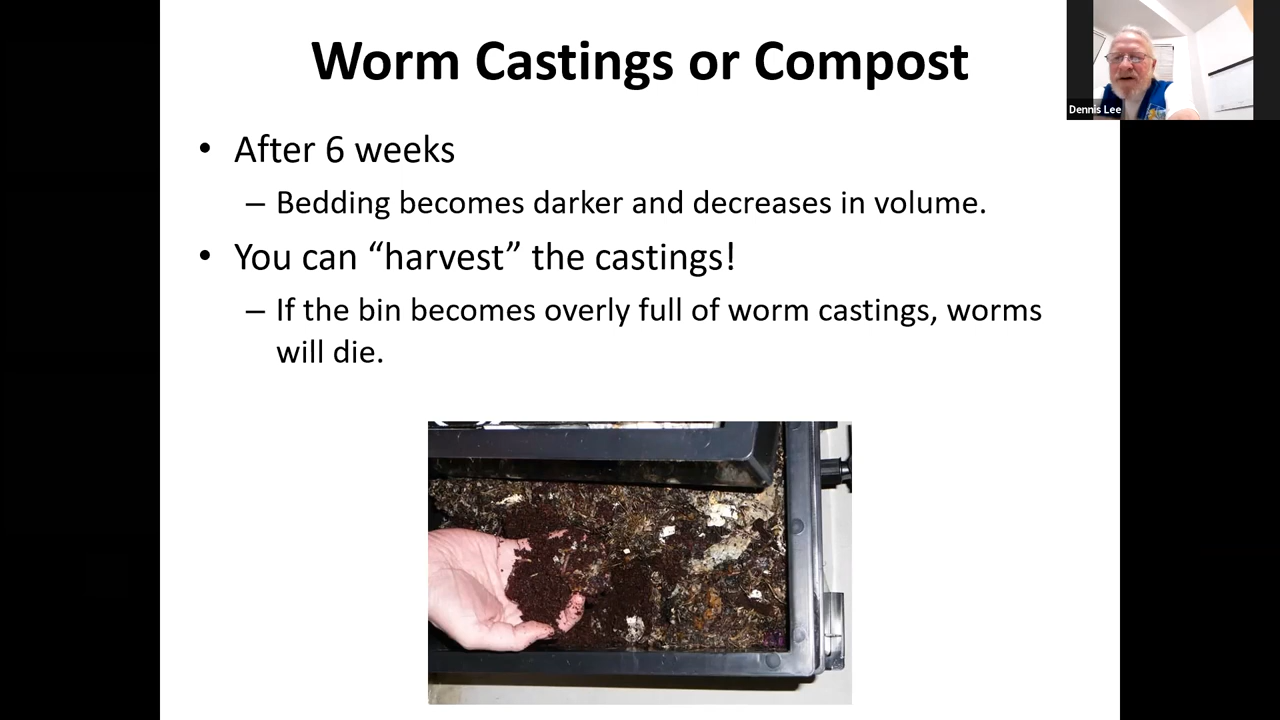 Worm Castings or Compost
Dennis Lee
• After 6 weeks
– Bedding becomes darker and decreases in volume.
• You can “harvest” the castings!
– If the bin becomes overly full of worm castings, worms
will die.